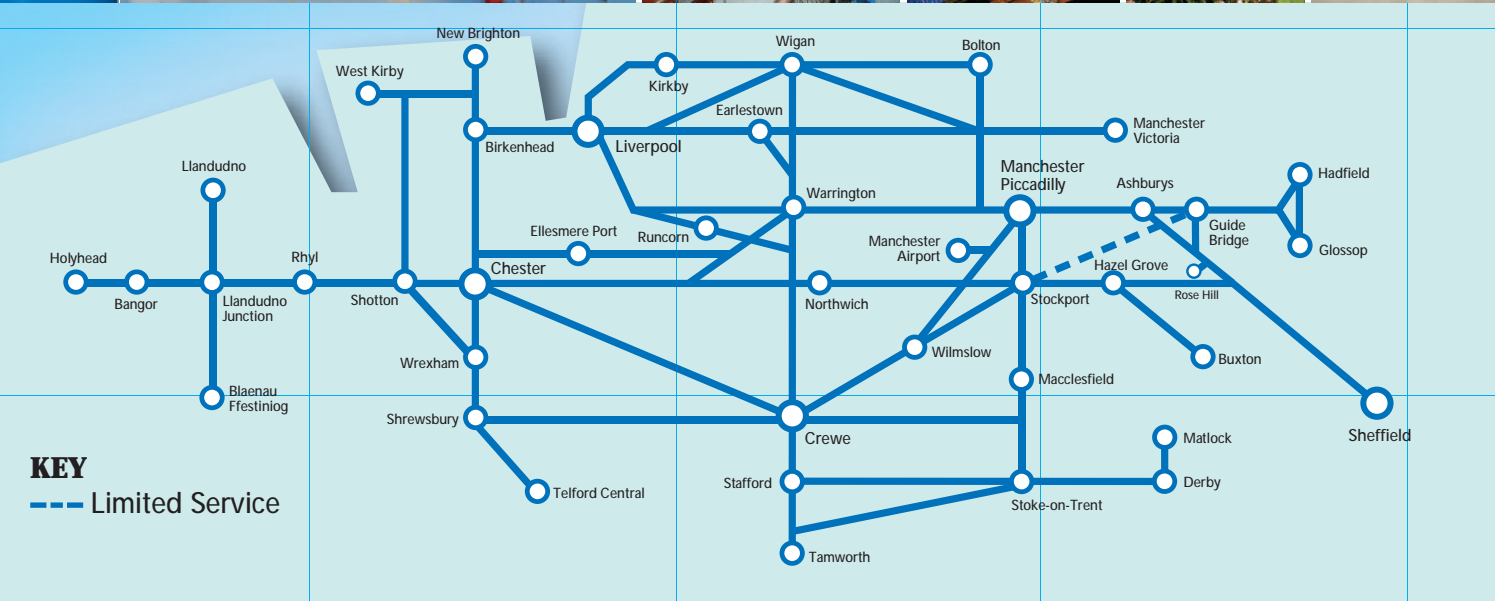 New Brighton
Wigan
Bolton
West Kirby
Kirkby
Earlestown
Manchester
Victoria
Birkenhead
Liverpool
Llandudno
Manchester
Piccadilly
Ashburys
Hadfield
Warrington
Ellesmere Port
Runcorn
Manchester
Airport
Guide
Bridge
Glossop
Holyhead
Rhyl
Chester
Hazel Grove
Bangor
Llandudno
Junction
Shotton
Northwich
Stockport
Rose Hill
Wrexham
Wilmslow
Buxton
Macclesfield
Blaenau
Ffestiniog
Shrewsbury
Crewe
Sheffield
Matlock
KEY
Limited Service
Telford Central
Stafford
Derby
Stoke-on-Trent
Tamworth